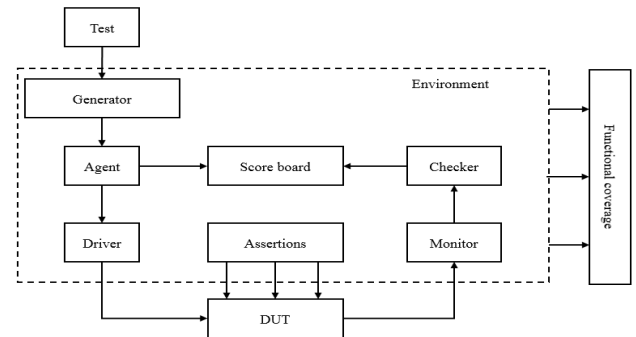 Test
Environment
Generator
Agent
Score board
Checker
Driver
Assertions
Monitor
DUT
Functional coverage